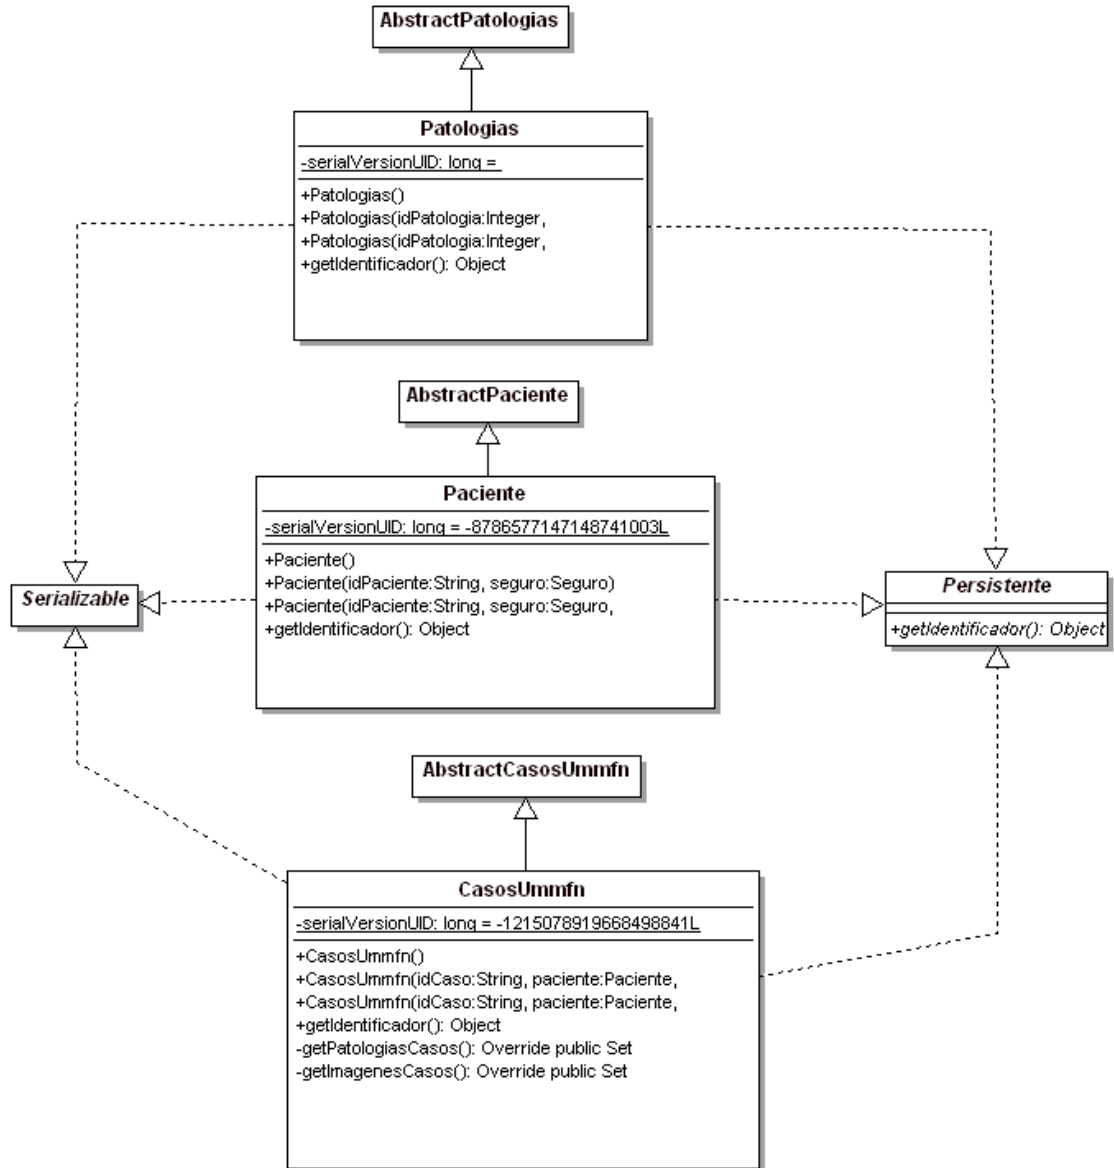 AbstractPatologias
Patologias
-serialVersionUID: long =
+Patologias()
+Patologias(idPatologia:Integer,
+Patologias(idPatologia:Integer,
+getIdentificador(): Object
AbstractPaciente
Paciente
-serialVersionUID: long = -8786577147148741003L
+Paciente()
+Paciente(idPaciente:String, seguro:Seguro)
+Paciente(idPaciente:String, seguro:Seguro,
+getIdentificador(): Object
Serializable
Persistente
+getIdentificador(): Object
AbstractCasosUmmfn
CasosUmmfn
-serialVersionUID: long = -1215078919668498841L
+CasosUmmfn()
+CasosUmmfn(idCaso:String, paciente:Paciente,
+CasosUmmfn(idCaso:String, paciente:Paciente,
+getIdentificador(): Object
-getPatologiasCasos(): Override public Set
-getImagenesCasos(): Override public Set